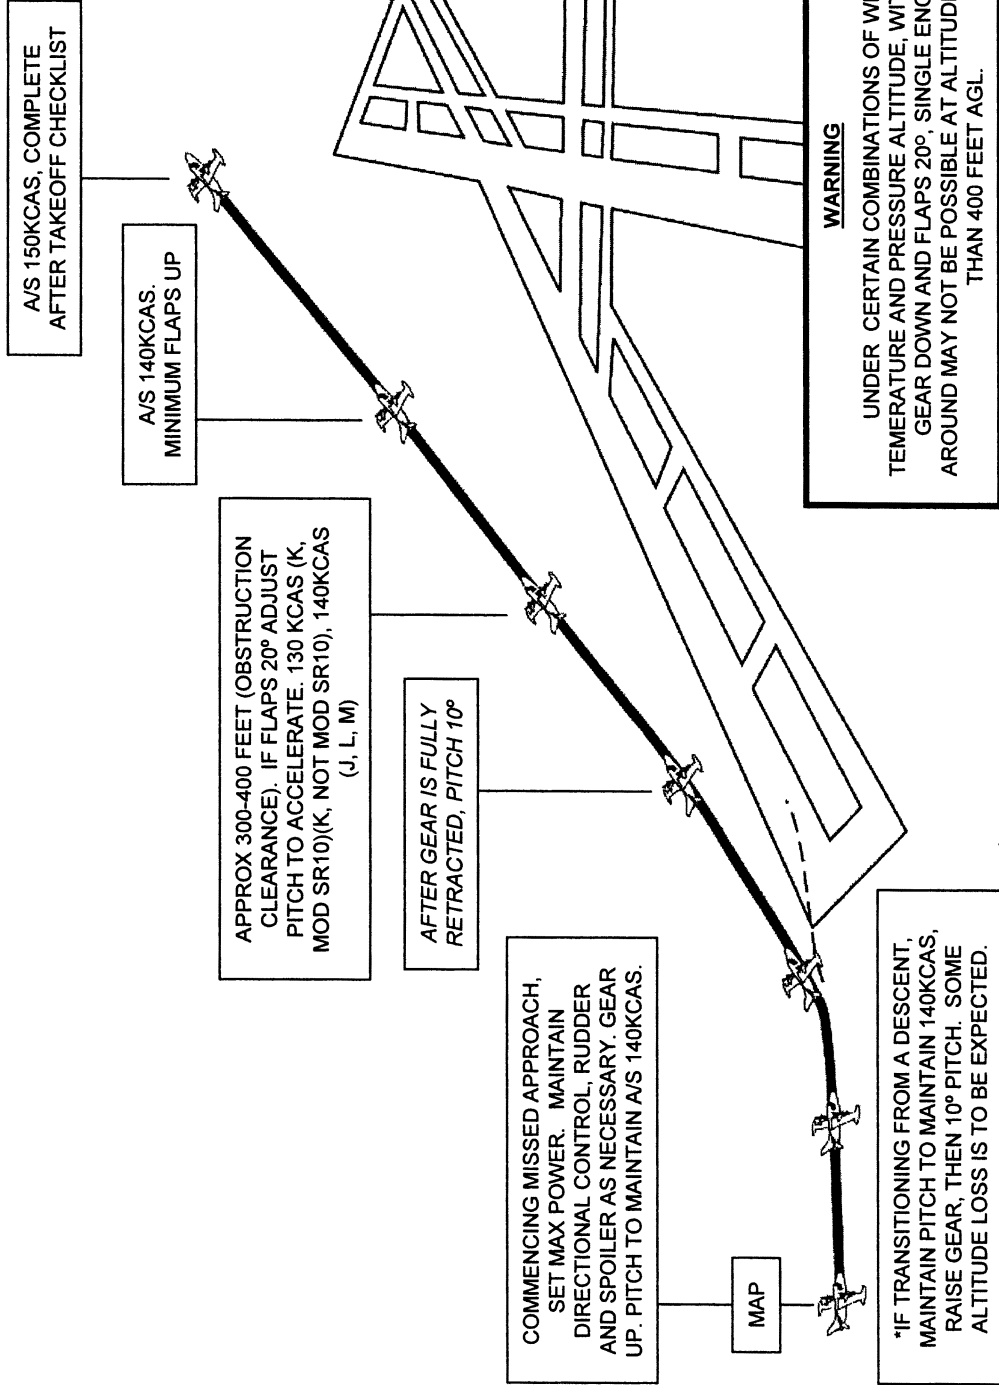 A/S 150KCAS, COMPLETE
AFTER TAKEOFF CHECKLIST
A/S 140KCAS.
MINIMUM FLAPS UP
APPROX 300-400 FEET (OBSTRUCTION
CLEARANCE). IF FLAPS 20º ADJUST
PITCH TO ACCELERATE. 130 KCAS (K,
MOD SR10)(K, NOT MOD SR10), 140KCAS
(J, L, M)
AFTER GEAR IS FULLY
RETRACTED, PITCH 10º
COMMENCING MISSED APPROACH,
SET MAX POWER. MAINTAIN
DIRECTIONAL CONTROL, RUDDER
AND SPOILER AS NECESSARY. GEAR
UP. PITCH TO MAINTAIN A/S 140KCAS.
MAP
*IF TRANSITIONING FROM A DESCENT,
MAINTAIN PITCH TO MAINTAIN 140KCAS,
RAISE GEAR, THEN 10º PITCH. SOME
ALTITUDE LOSS IS TO BE EXPECTED.
WARNING
UNDER CERTAIN COMBINATIONS OF
TEMERATURE AND PRESSURE ALTITUDE,
GEAR DOWN AND FLAPS 20º, SINGLE
AROUND MAY NOT BE POSSIBLE AT
THAN 400 FEET AGL.